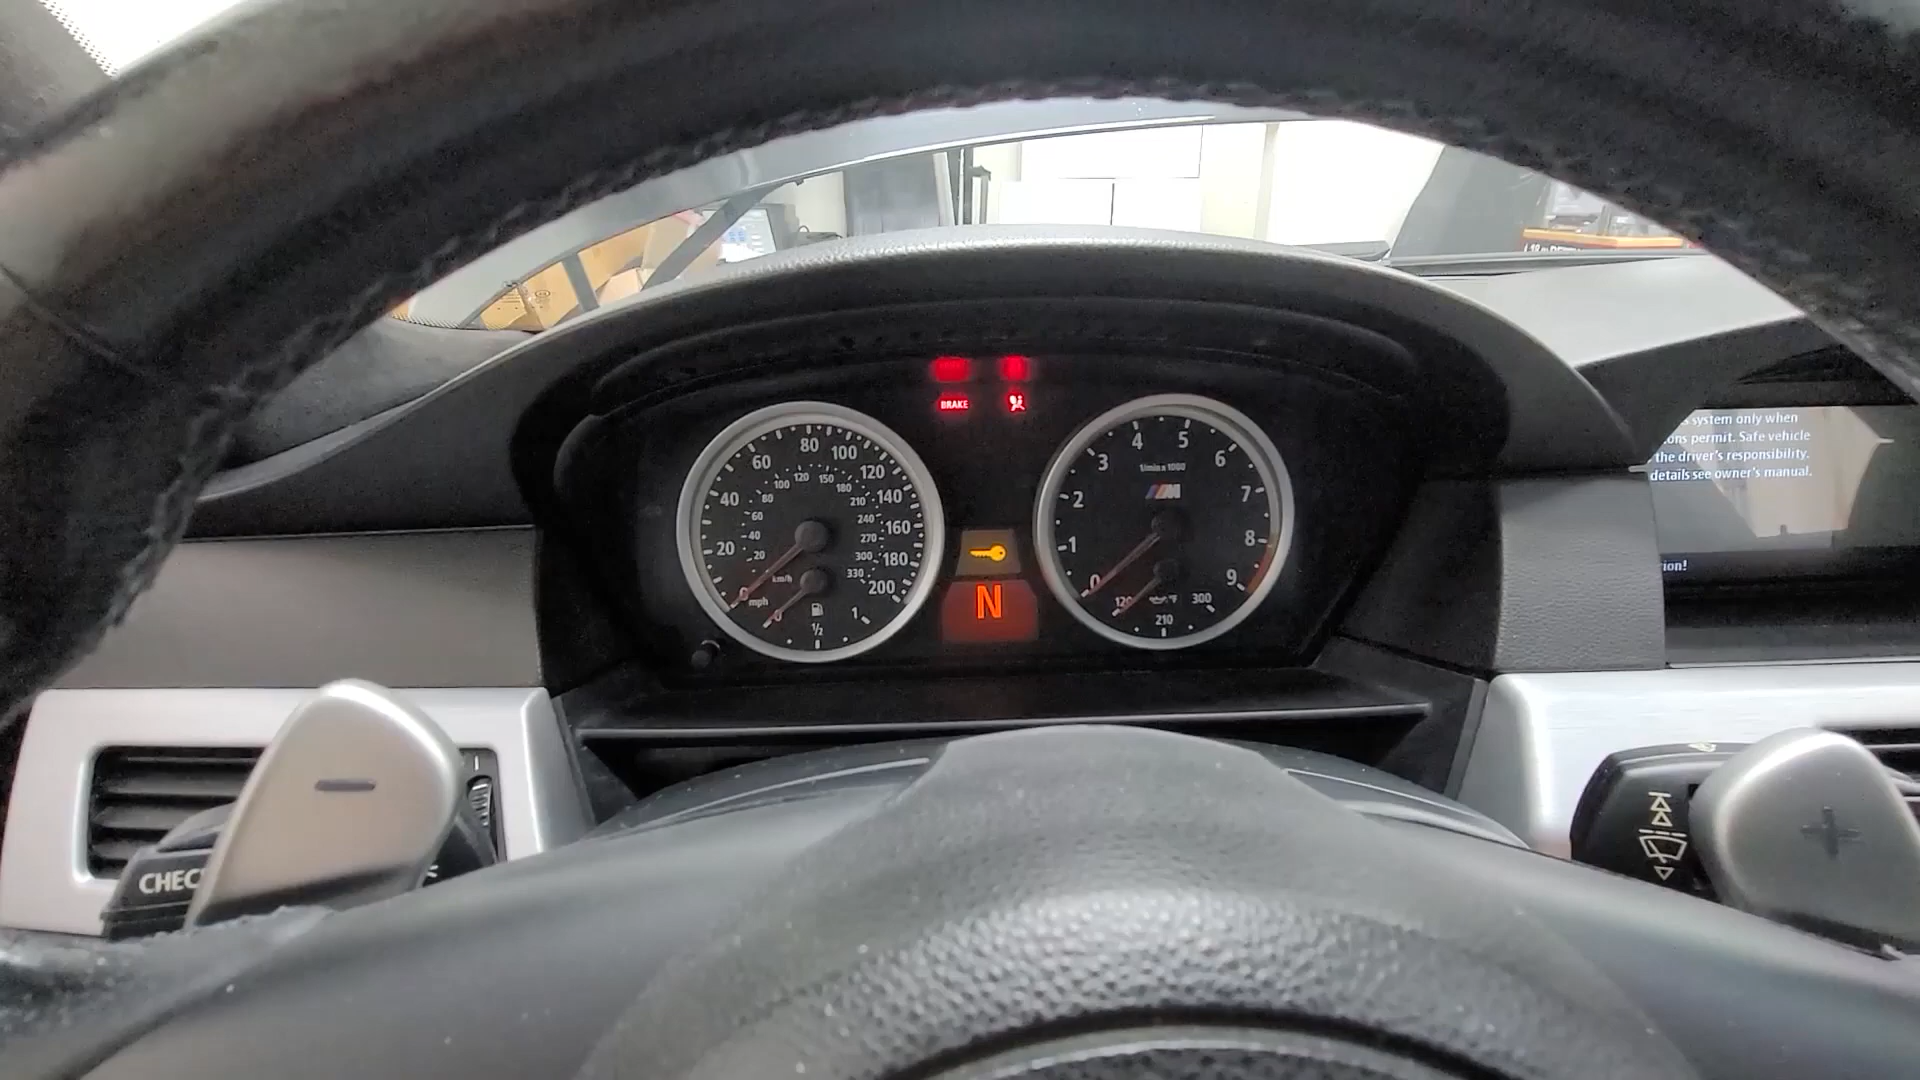 BRAKE
20 40 60 80 100 120 140 160 180 200
20 40 60 80 100 120 150 180 210 240 270 300 330
km/h
0 mph
0 1/2 1
0 1 2 3 4 5 6 7 8 9
1/min x 1000
M
120 210 300
°F
N
system only when
ons permit. Safe vehicle
the driver's responsibility.
details see owner's manual.
ion!
CHEC